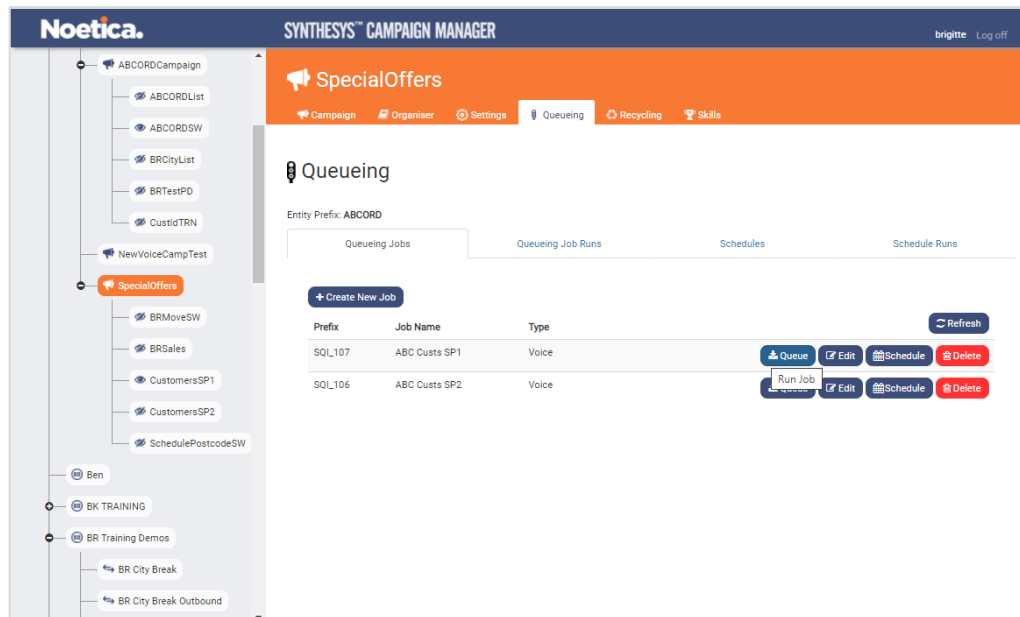 Noetica.
SYNTHESYS™ CAMPAIGN MANAGER
brigitte Log off
ABCORDCampaign
ABCORDList
ABCORDSW
BRCityList
BRTestPD
CustIdTRN
NewVoiceCampTest
SpecialOffers
BRMoveSW
BRSales
CustomersSP1
CustomersSP2
SchedulePostcodeSW
Ben
BK TRAINING
BR Training Demos
BR City Break
BR City Break Outbound
SpecialOffers
Campaign Organiser Settings Queueing Recycling Skills
Queueing
Entity Prefix: ABCORD
Queueing Jobs Queueing Job Runs Schedules Schedule Runs
+ Create New Job
Refresh
Prefix Job Name Type
SQI_107 ABC Custs SP1 Voice Queue Edit Schedule Delete
Run Job
SQI_106 ABC Custs SP2 Voice Queue Edit Schedule Delete